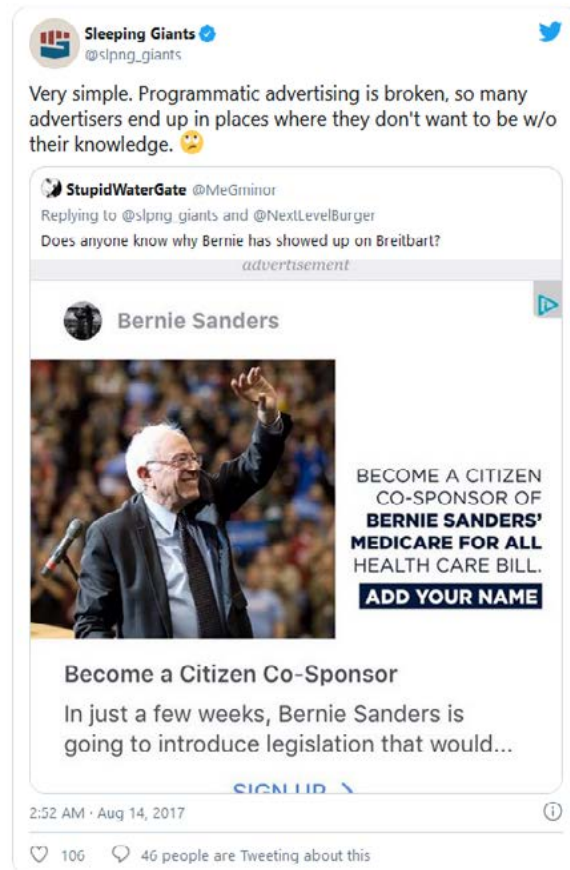 Sleeping Giants
@slpng_giants
Very simple. Programmatic advertising is broken, so many
advertisers end up in places where they don't want to be w/o
their knowledge. 🙄
StupidWaterGate @MeGminor
Replying to @slpng_giants and @NextLevelBurger
Does anyone know why Bernie has showed up on Breitbart?
advertisement
Bernie Sanders
BECOME A CITIZEN
CO-SPONSOR OF
BERNIE SANDERS'
MEDICARE FOR ALL
HEALTH CARE BILL.
ADD YOUR NAME
Become a Citizen Co-Sponsor
In just a few weeks, Bernie Sanders is
going to introduce legislation that would...
SIGN UP
2:52 AM · Aug 14, 2017
106 46 people are Tweeting about this